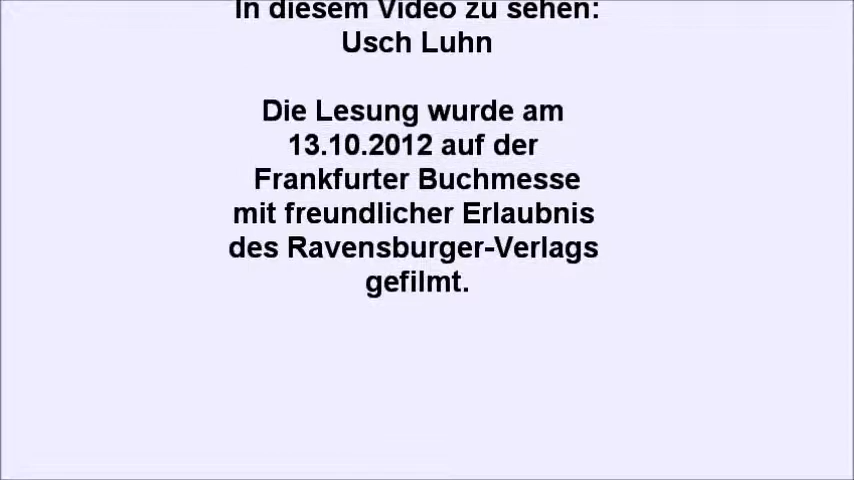 In diesem Video zu sehen:
Usch Luhn
Die Lesung wurde am
13.10.2012 auf der
Frankfurter Buchmesse
mit freundlicher Erlaubnis
des Ravensburger-Verlags
gefilmt.